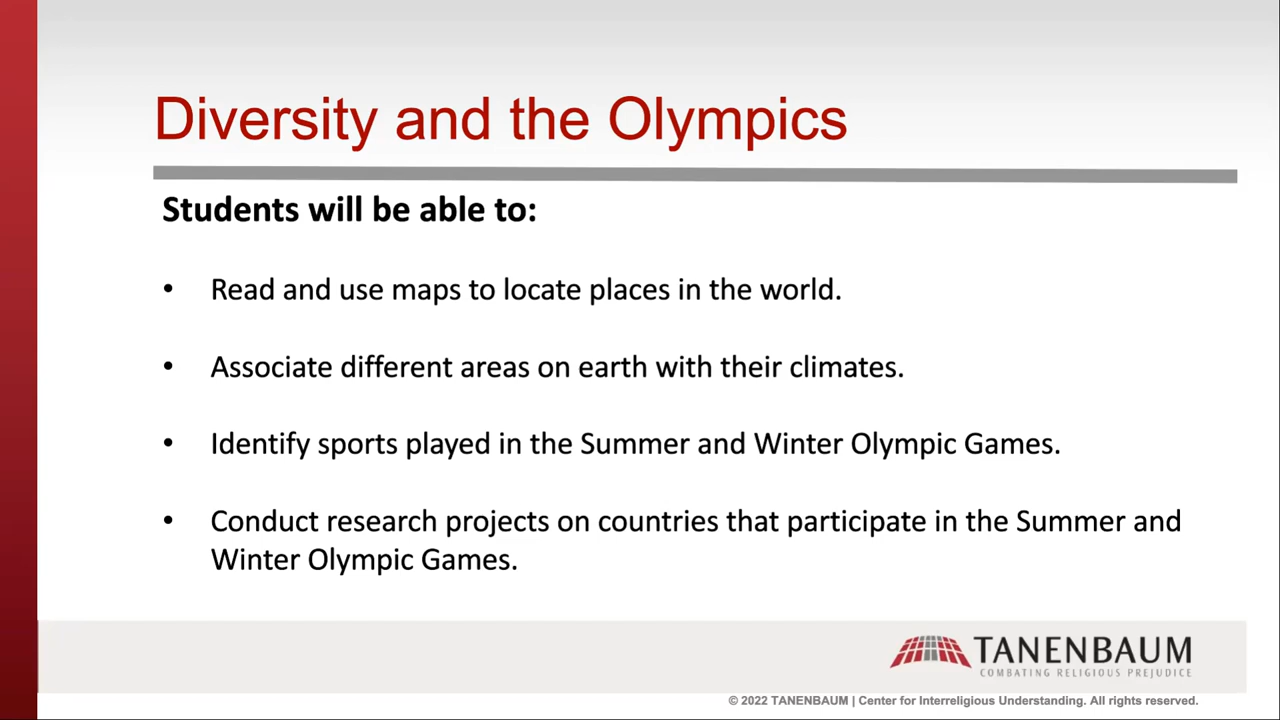 Diversity and the Olympics
Students will be able to:
• Read and use maps to locate places in the world.
• Associate different areas on earth with their climates.
• Identify sports played in the Summer and Winter Olympic Games.
• Conduct research projects on countries that participate in the Summer and
Winter Olympic Games.
TANENBAUM
COMBATING RELIGIOUS PREJUDICE
© 2022 TANENBAUM | Center for Interreligious Understanding. All rights reserved.